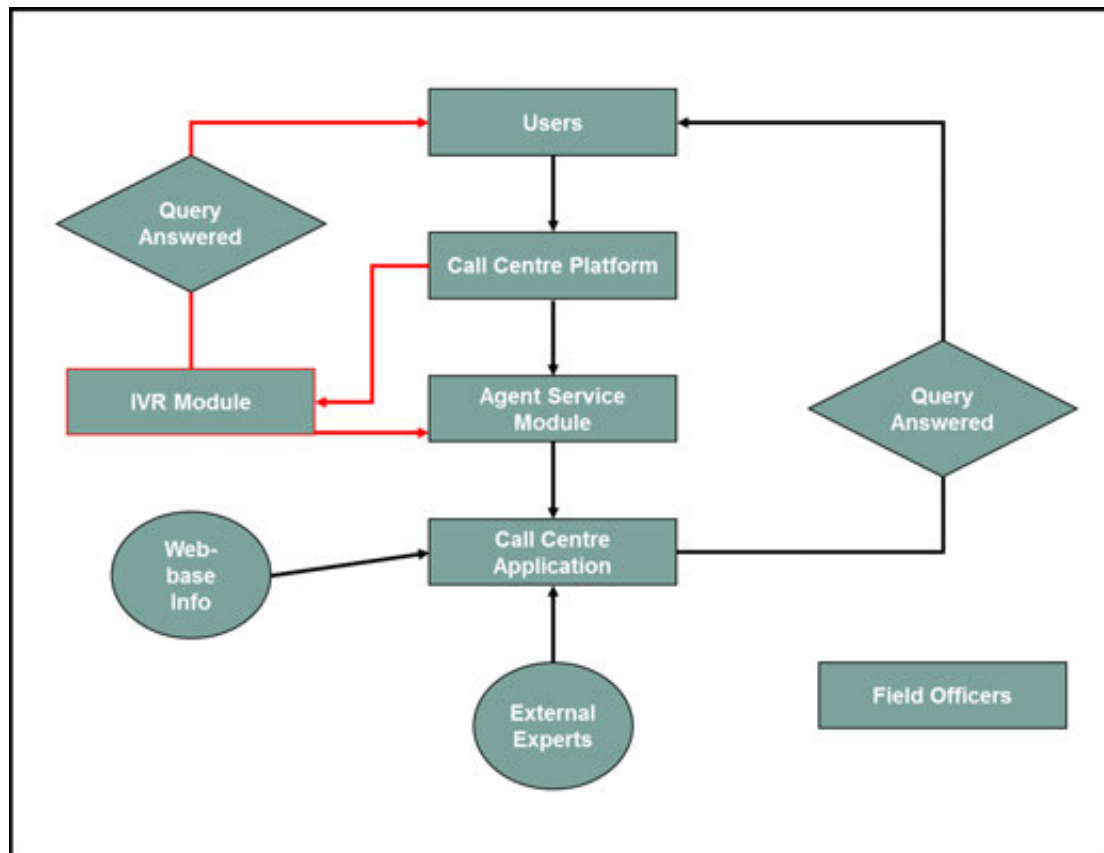 Users
Query
Answered
Call Centre Platform
IVR Module
Agent Service
Module
Query
Answered
Web-
base
Info
Call Centre
Application
External
Experts
Field Officers